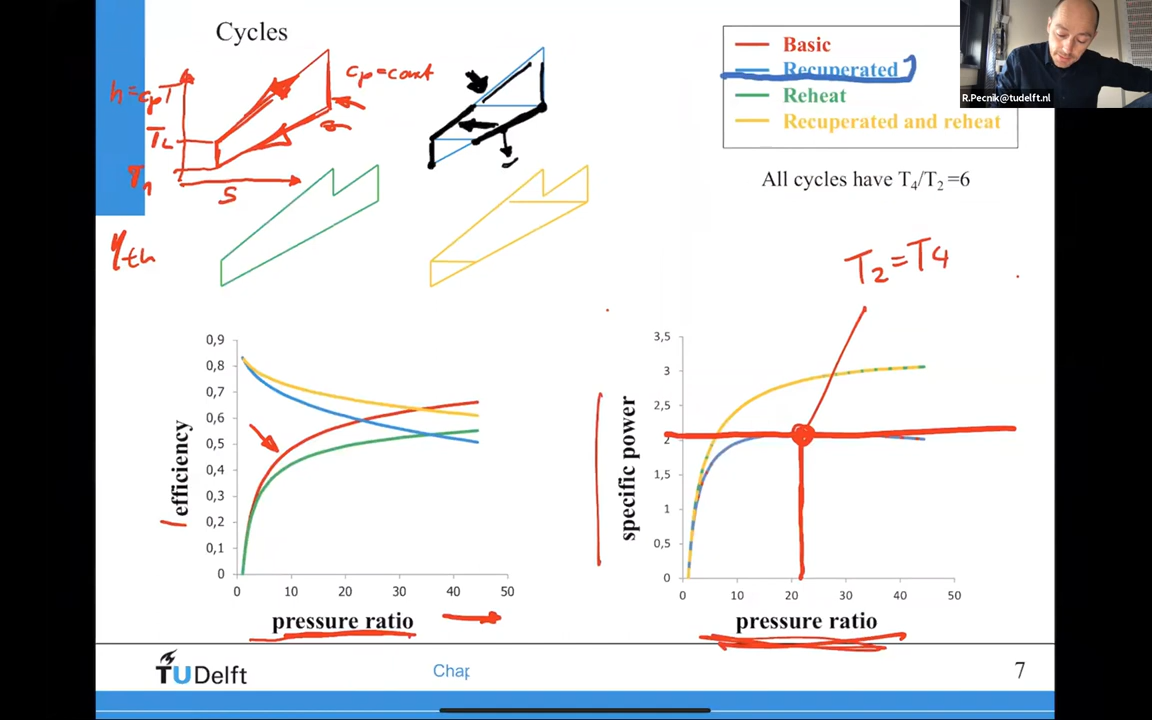 Cycles
h=cpT
cp=const
T2
T1
S
ηth
Basic
Recuperated
Reheat
Recuperated and reheat
R.Pecnik@tudelft.nl
All cycles have T4/T2 =6
T2=T4
0,9
0,8
0,7
0,6
0,5
0,4
0,3
0,2
0,1
0
efficiency
0 10 20 30 40 50
pressure ratio
3,5
3
2,5
2
1,5
1
0,5
0
specific power
0 10 20 30 40 50
pressure ratio
TUDelft
Chap
7